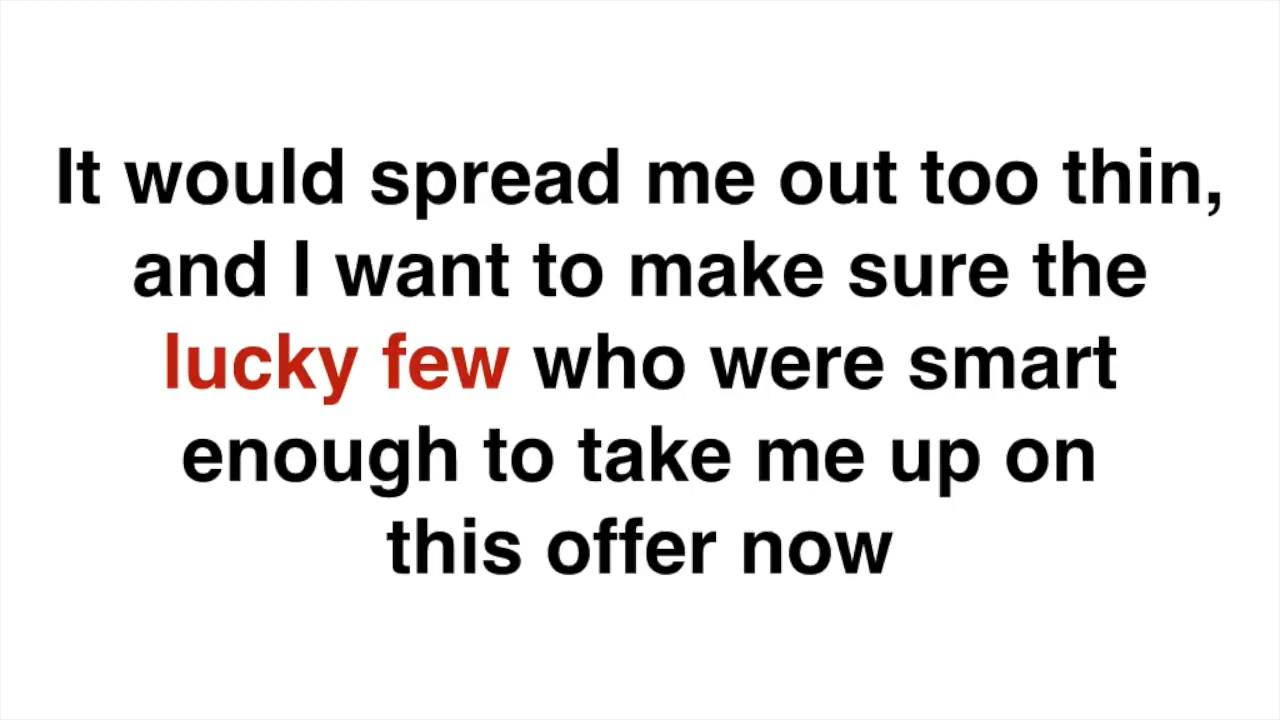 It would spread me out too thin,
and I want to make sure the
lucky few who were smart
enough to take me up on
this offer now